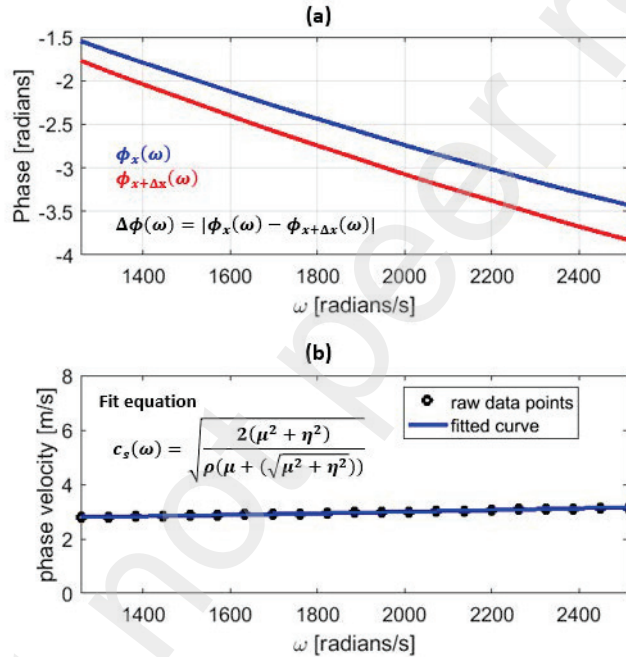 (a)
-1.5
-2
-2.5
-3
-3.5
-4
Phase [radians]
ϕₓ(ω)
ϕₓ₊Δₓ(ω)
Δϕ(ω) = |ϕₓ(ω) − ϕₓ₊Δₓ(ω)|
1400 1600 1800 2000 2200 2400
ω [radians/s]
(b)
8
6
4
2
0
phase velocity [m/s]
Fit equation
cₛ(ω) = √(2(μ² + η²) / ρ(μ + (√(μ² + η²))))
raw data points
fitted curve
1400 1600 1800 2000 2200 2400
ω [radians/s]
not peer